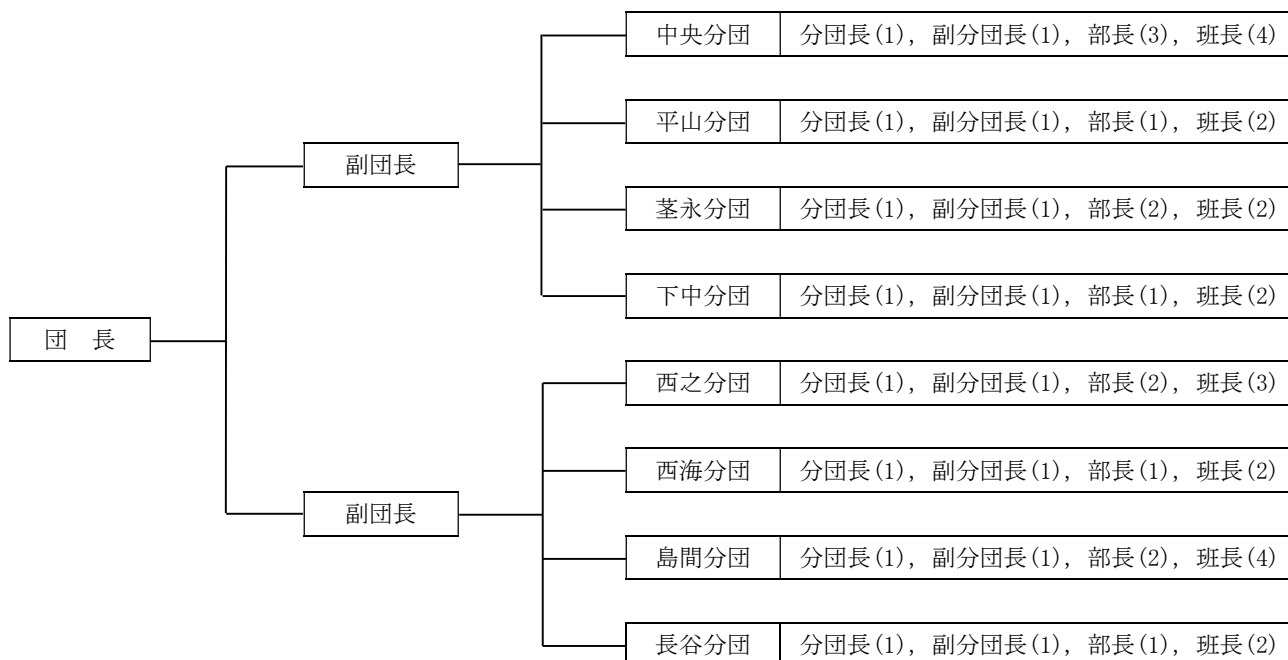 中央分団 分団長(1), 副分団長(1), 部長(3), 班長(4)
平山分団 分団長(1), 副分団長(1), 部長(1), 班長(2)
副団長
茎永分団 分団長(1), 副分団長(1), 部長(2), 班長(2)
下中分団 分団長(1), 副分団長(1), 部長(1), 班長(2)
団 長
西之分団 分団長(1), 副分団長(1), 部長(2), 班長(3)
西海分団 分団長(1), 副分団長(1), 部長(1), 班長(2)
副団長
島間分団 分団長(1), 副分団長(1), 部長(2), 班長(4)
長谷分団 分団長(1), 副分団長(1), 部長(1), 班長(2)